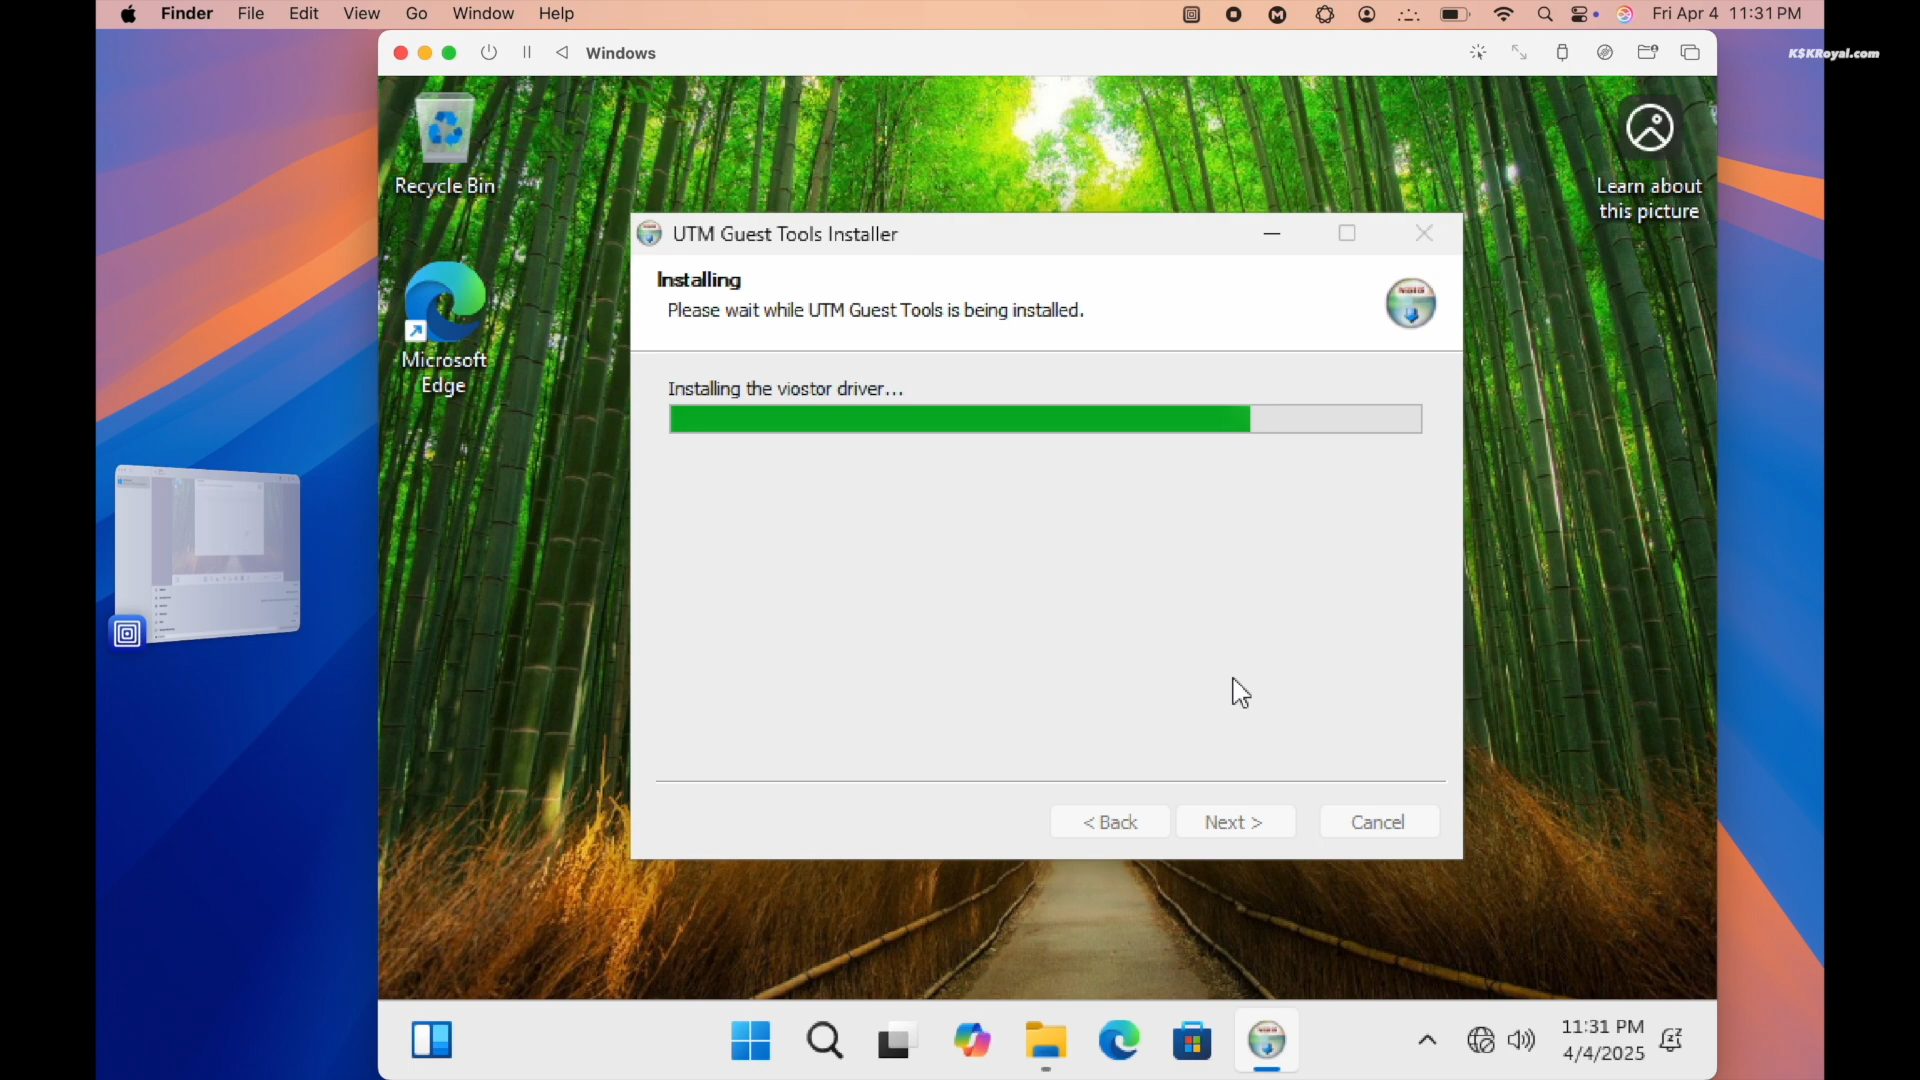 Finder File Edit View Go Window Help
Fri Apr 4 11:31 PM
K$KRoyal.com
Windows
Recycle Bin
Learn about
this picture
Microsoft
Edge
UTM Guest Tools Installer
Installing
Please wait while UTM Guest Tools is being installed.
Installing the viostor driver...
< Back Next > Cancel
11:31 PM
4/4/2025